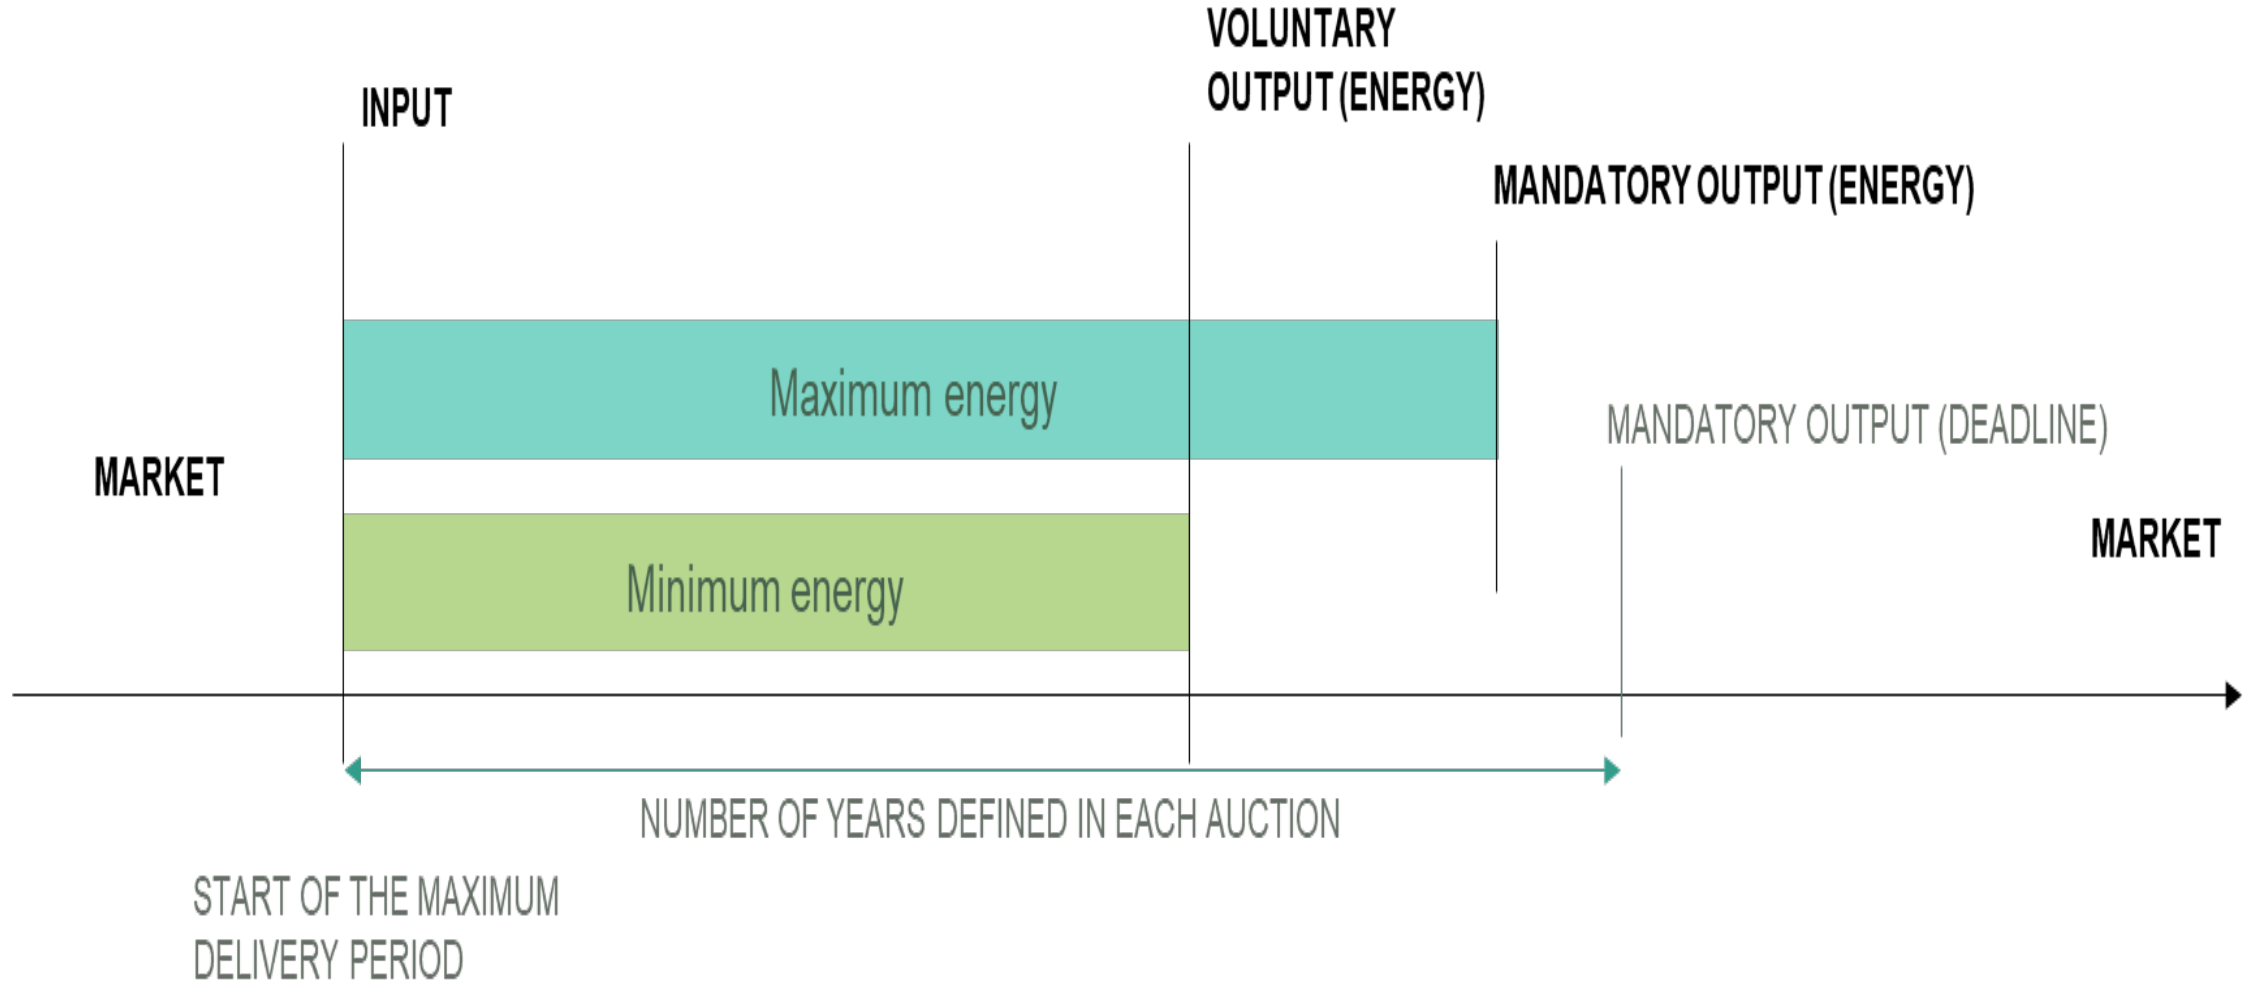 VOLUNTARY
OUTPUT (ENERGY)
INPUT
MANDATORY OUTPUT (ENERGY)
Maximum energy
MANDATORY OUTPUT (DEADLINE)
MARKET
MARKET
Minimum energy
NUMBER OF YEARS DEFINED IN EACH AUCTION
START OF THE MAXIMUM
DELIVERY PERIOD